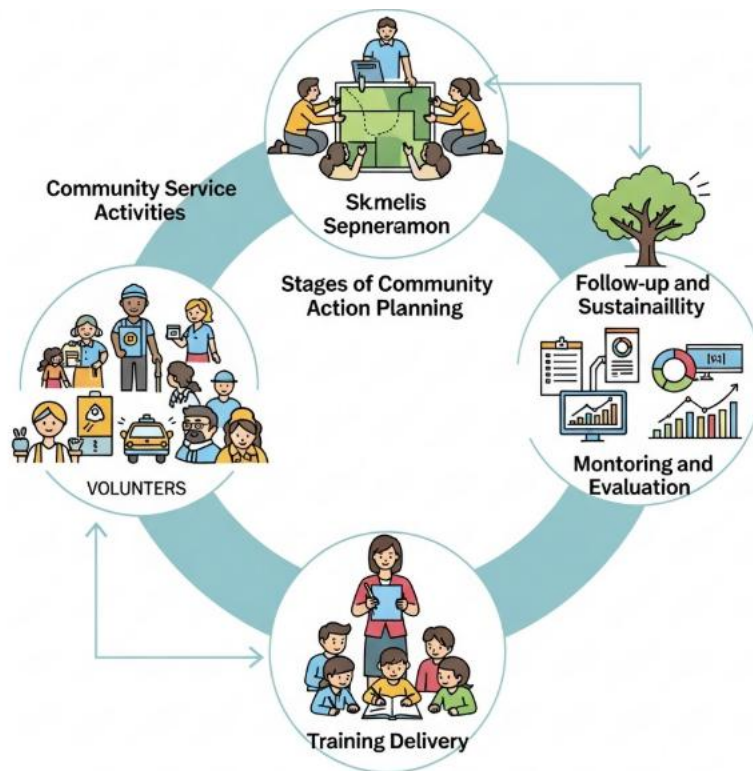 Community Service
Activities
Skmelis
Sepneramon
Stages of Community
Action Planning
Follow-up and
Sustainaillity
VOLUNTERS
Montoring and
Evaluation
Training Delivery